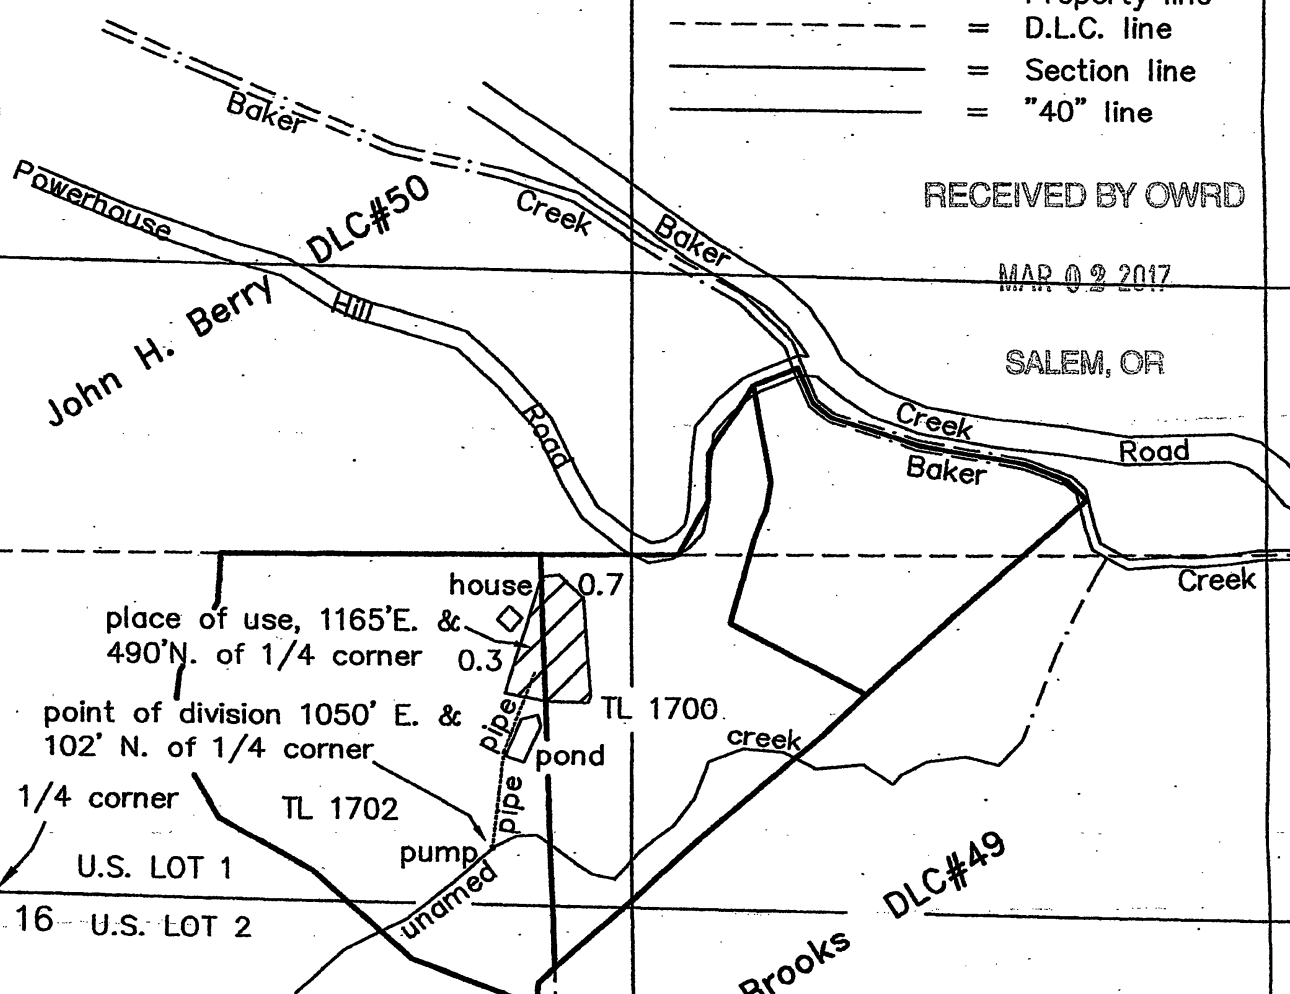 Property line
= D.L.C. line
= Section line
= "40" line
RECEIVED BY OWRD
MAR 02 2017
SALEM, OR
Baker
Creek
Powerhouse
Hill
Road
DLC#50
John H. Berry
Baker
Creek
Road
Baker
Creek
house
0.7
place of use, 1165'E. &
490'N. of 1/4 corner
0.3
TL 1700
point of division 1050' E. &
102' N. of 1/4 corner
pipe
pond
pipe
creek
1/4 corner
TL 1702
pump
unamed
U.S. LOT 1
16
U.S. LOT 2
DLC#49
Brooks